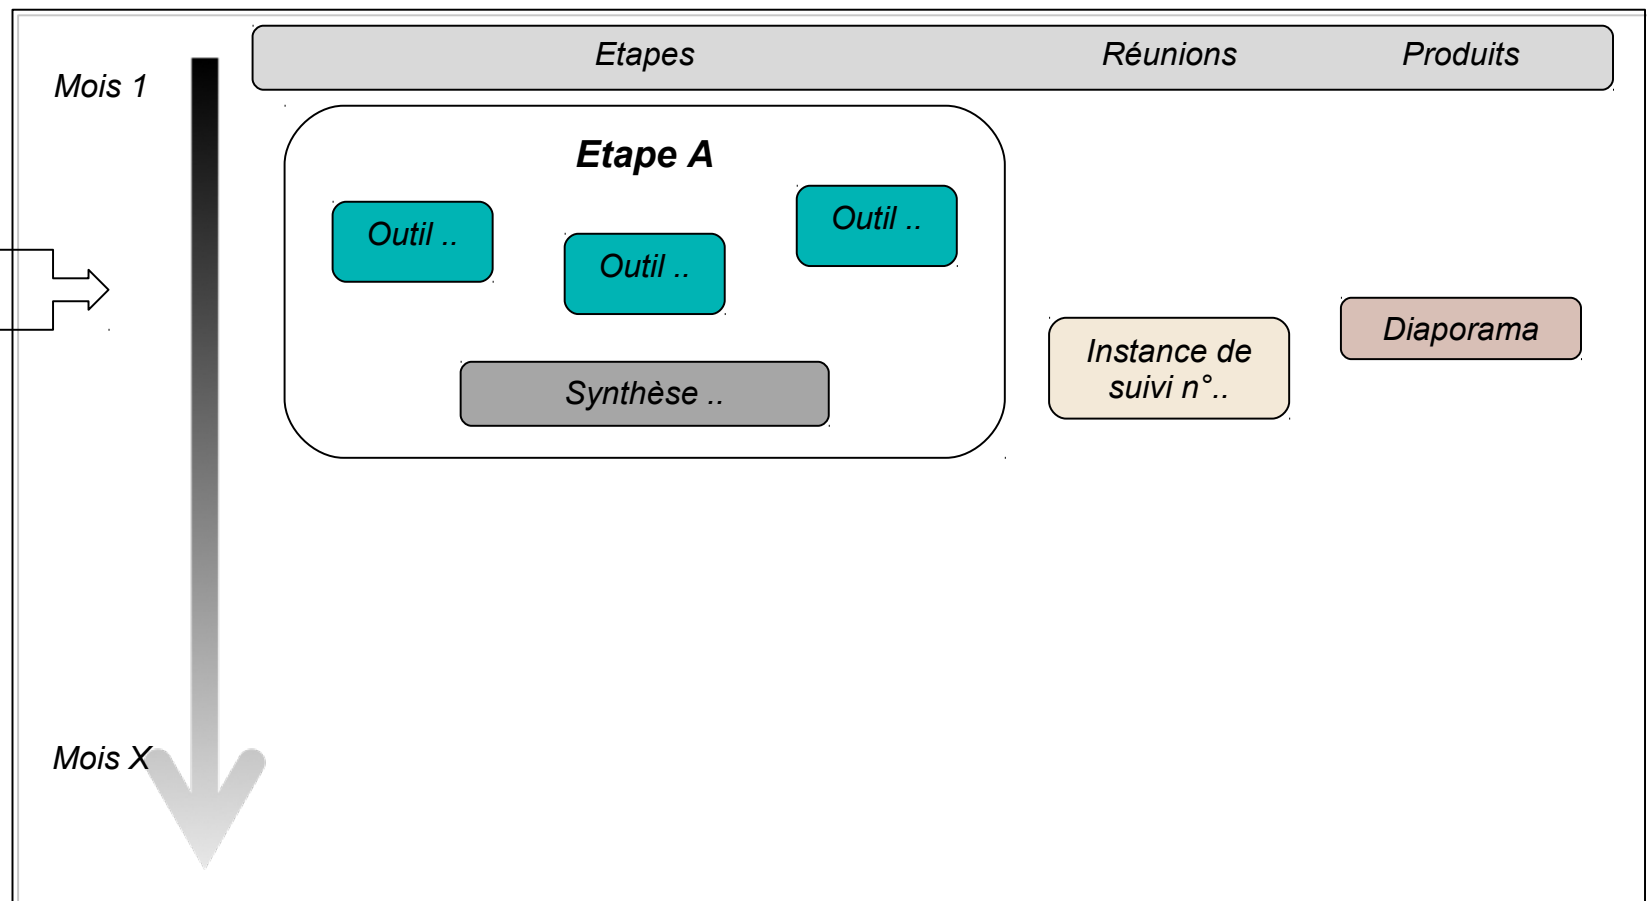 Etapes
Réunions
Produits
Mois 1
Etape A
Outil ..
Outil ..
Outil ..
Synthèse ..
Instance de
suivi n°..
Diaporama
Mois X